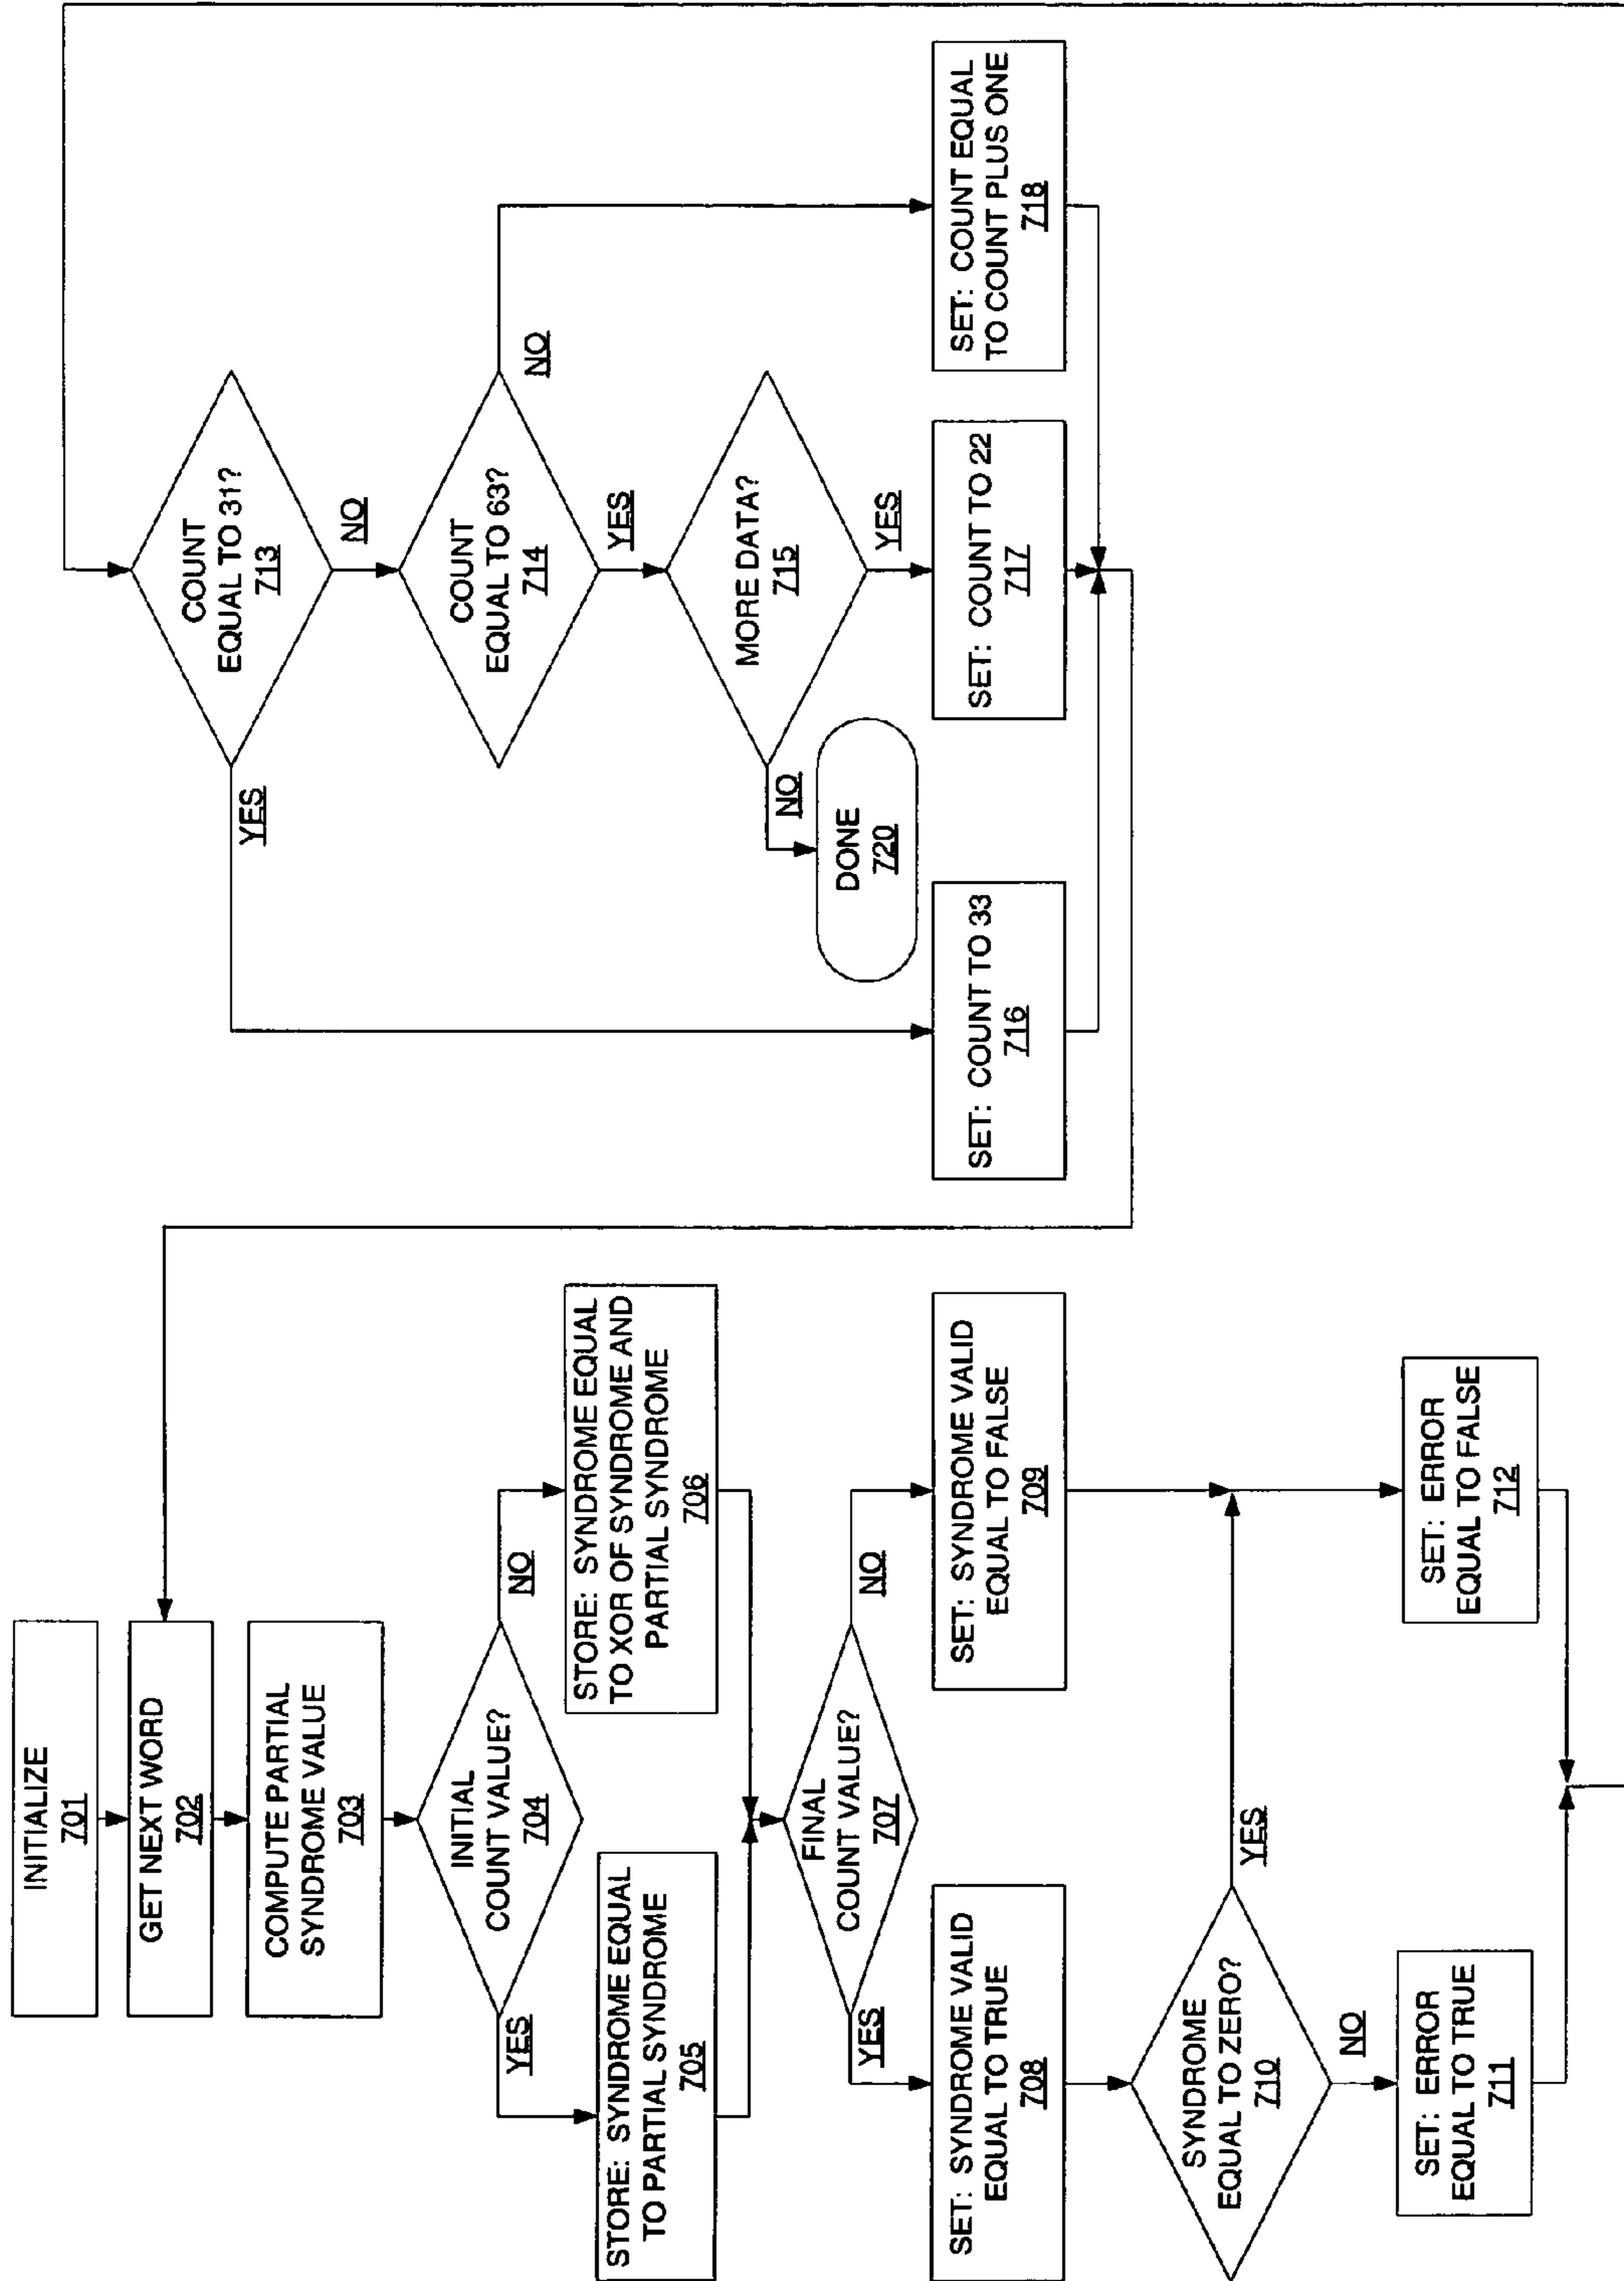 INITIALIZE
701
GET NEXT WORD
702
COMPUTE PARTIAL
SYNDROME VALUE
703
INITIAL
COUNT VALUE?
704
YES
NO
STORE: SYNDROME EQUAL
TO PARTIAL SYNDROME
705
STORE: SYNDROME EQUAL
TO XOR OF SYNDROME AND
PARTIAL SYNDROME
706
FINAL
COUNT VALUE?
707
YES
NO
SET: SYNDROME VALID
EQUAL TO TRUE
708
SET: SYNDROME VALID
EQUAL TO FALSE
709
SYNDROME
EQUAL TO ZERO?
710
YES
NO
SET: ERROR
EQUAL TO TRUE
711
SET: ERROR
EQUAL TO FALSE
712
COUNT
EQUAL TO 31?
713
YES
NO
COUNT
EQUAL TO 63?
714
NO
YES
MORE DATA?
715
NO
YES
DONE
720
SET: COUNT TO 33
716
SET: COUNT TO 22
717
SET: COUNT EQUAL
TO COUNT PLUS ONE
718